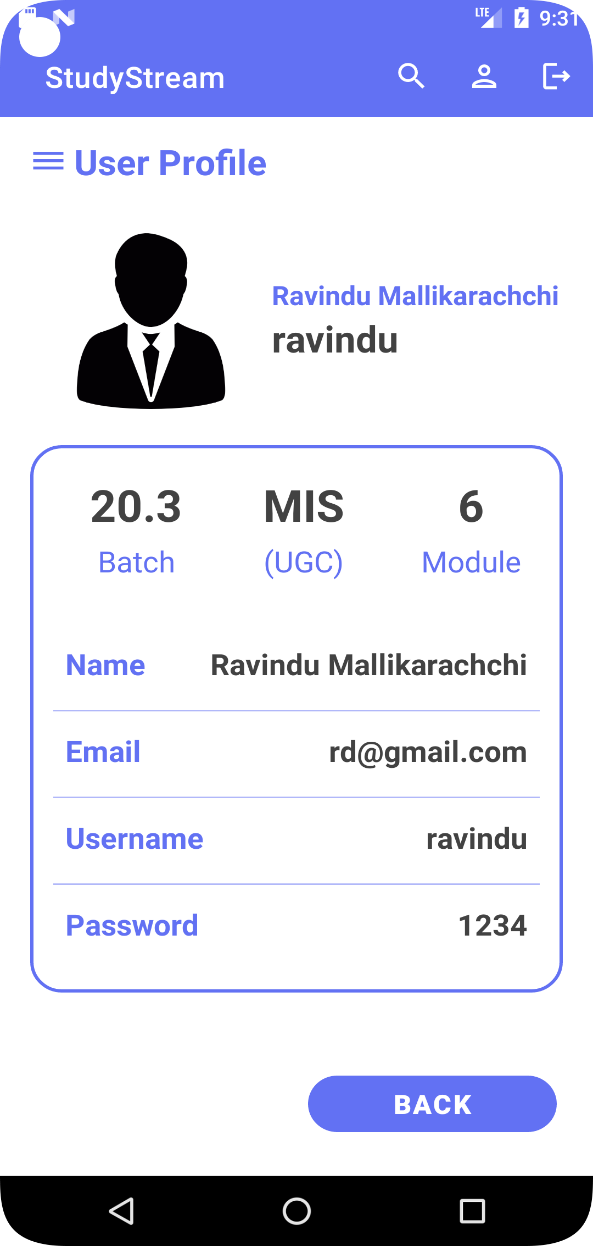 LTE 9:31
StudyStream
User Profile
Ravindu Mallikarachchi
ravindu
20.3 MIS 6
Batch (UGC) Module
Name Ravindu Mallikarachchi
Email rd@gmail.com
Username ravindu
Password 1234
BACK